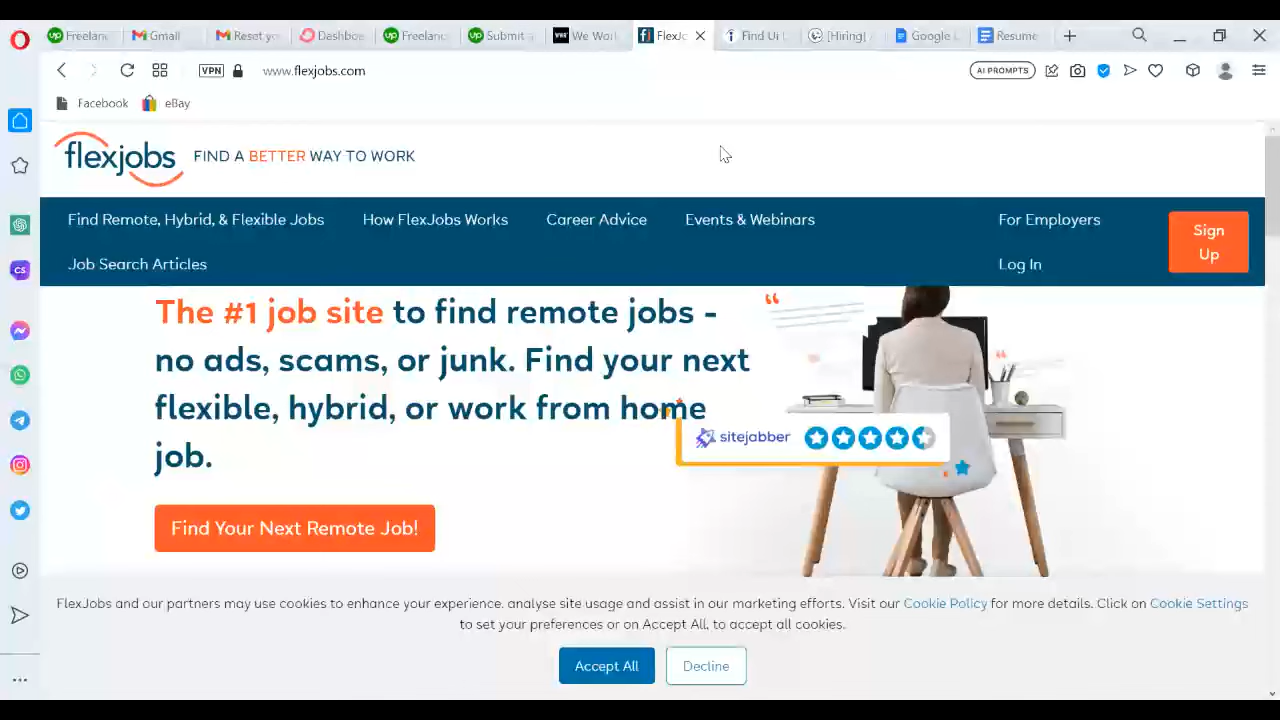 Freelanc
Gmail
Reset yo
Dashboa
Freelanc
Submit a
WWR
We Wor
FlexJo
Find Ui
[Hiring]
Google
Resume
VPN
www.flexjobs.com
AI PROMPTS
Facebook
eBay
flexjobs
FIND A BETTER WAY TO WORK
Find Remote, Hybrid, & Flexible Jobs
How FlexJobs Works
Career Advice
Events & Webinars
For Employers
Sign
Up
Job Search Articles
Log In
The #1 job site to find remote jobs -
no ads, scams, or junk. Find your next
flexible, hybrid, or work from home
job.
sitejabber
Find Your Next Remote Job!
FlexJobs and our partners may use cookies to enhance your experience, analyse site usage and assist in our marketing efforts. Visit our Cookie Policy for more details. Click on Cookie Settings
to set your preferences or on Accept All, to accept all cookies.
Accept All
Decline